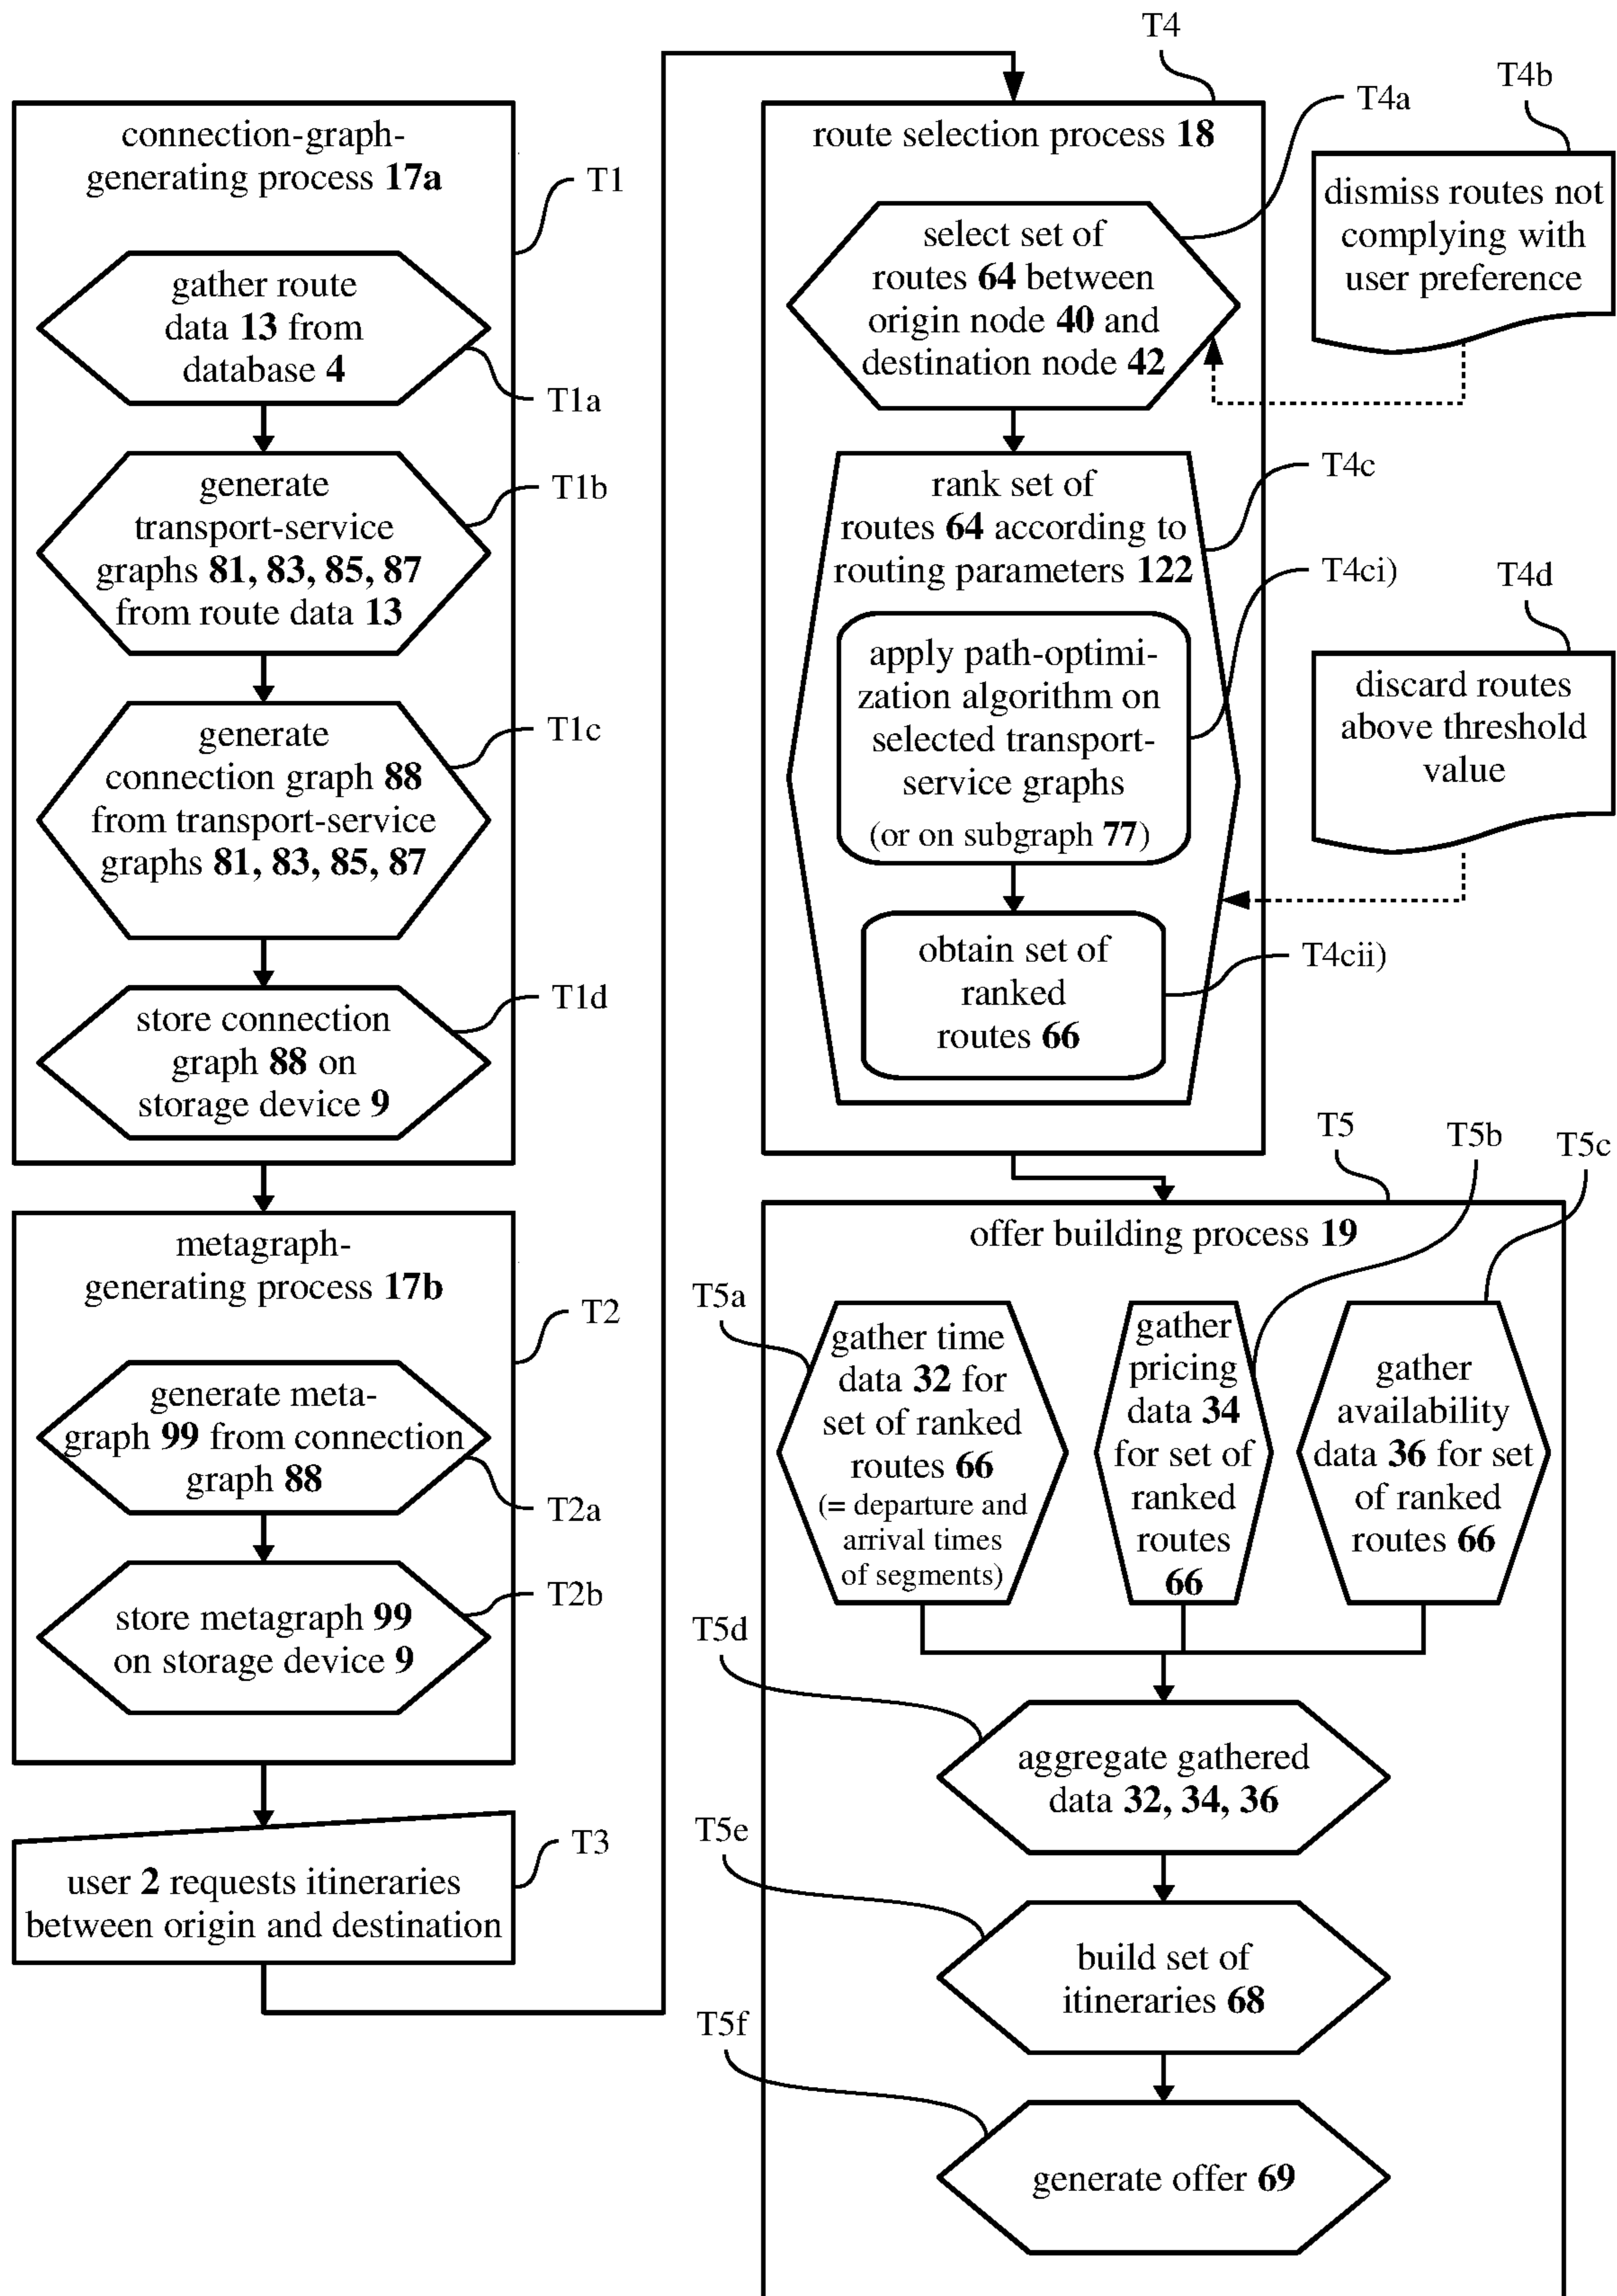 connection-graph-
generating process 17a
T1
gather route
data 13 from
database 4
T1a
generate
transport-service
graphs 81, 83, 85, 87
from route data 13
T1b
generate
connection graph 88
from transport-service
graphs 81, 83, 85, 87
T1c
store connection
graph 88 on
storage device 9
T1d
metagraph-
generating process 17b
T2
generate meta-
graph 99 from connection
graph 88
T2a
store metagraph 99
on storage device 9
T2b
user 2 requests itineraries
between origin and destination
T3
T4
route selection process 18
T4a
select set of
routes 64 between
origin node 40 and
destination node 42
T4b
dismiss routes not
complying with
user preference
T4c
rank set of
routes 64 according to
routing parameters 122
T4ci)
apply path-optimi-
zation algorithm on
selected transport-
service graphs
(or on subgraph 77)
T4d
discard routes
above threshold
value
obtain set of
ranked
routes 66
T4cii)
T5
offer building process 19
T5a
gather time
data 32 for
set of ranked
routes 66
(= departure and
arrival times
of segments)
T5b
gather
pricing
data 34
for set of
ranked
routes
66
T5c
gather
availability
data 36 for set
of ranked
routes 66
T5d
aggregate gathered
data 32, 34, 36
T5e
build set of
itineraries 68
T5f
generate offer 69